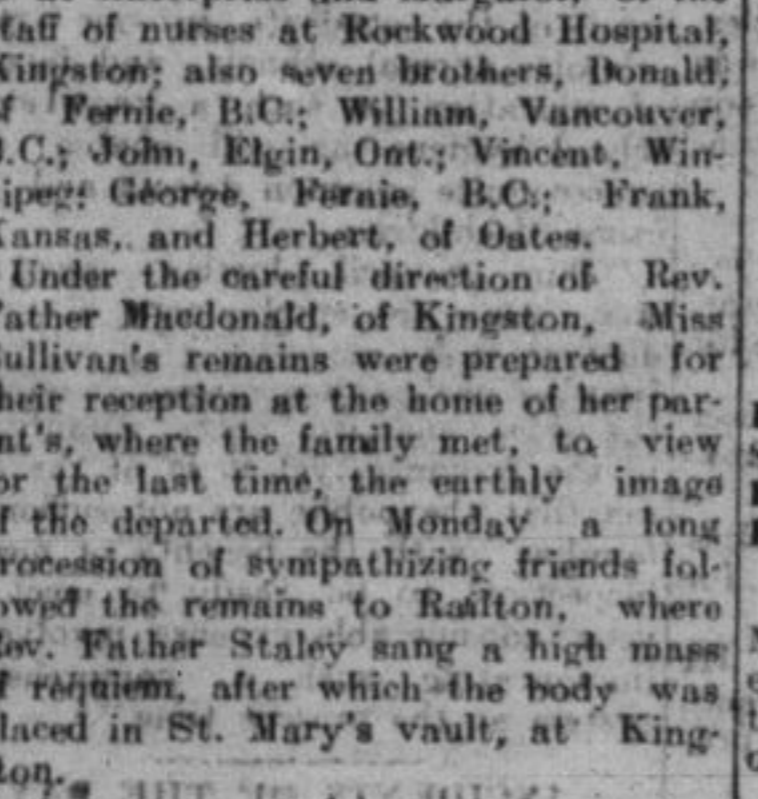 taff of nurses at Rockwood Hospital,
Kingston; also seven brothers, Donald,
f Fernie, B.C.; William, Vancouver,
B.C.; John, Elgin, Ont.; Vincent, Win-
ipeg; George, Fernie, B.C.; Frank,
Kansas, and Herbert, of Oates.
Under the careful direction of Rev.
Father Macdonald, of Kingston, Miss
Sullivan's remains were prepared for
heir reception at the home of her par-
nt's, where the family met, to view
or the last time, the earthly image
f the departed. On Monday a long
rocession of sympathizing friends fol-
owed the remains to Railton, where
Rev. Father Staley sang a high mass
f requiem, after which the body was
laced in St. Mary's vault, at King-
ton.